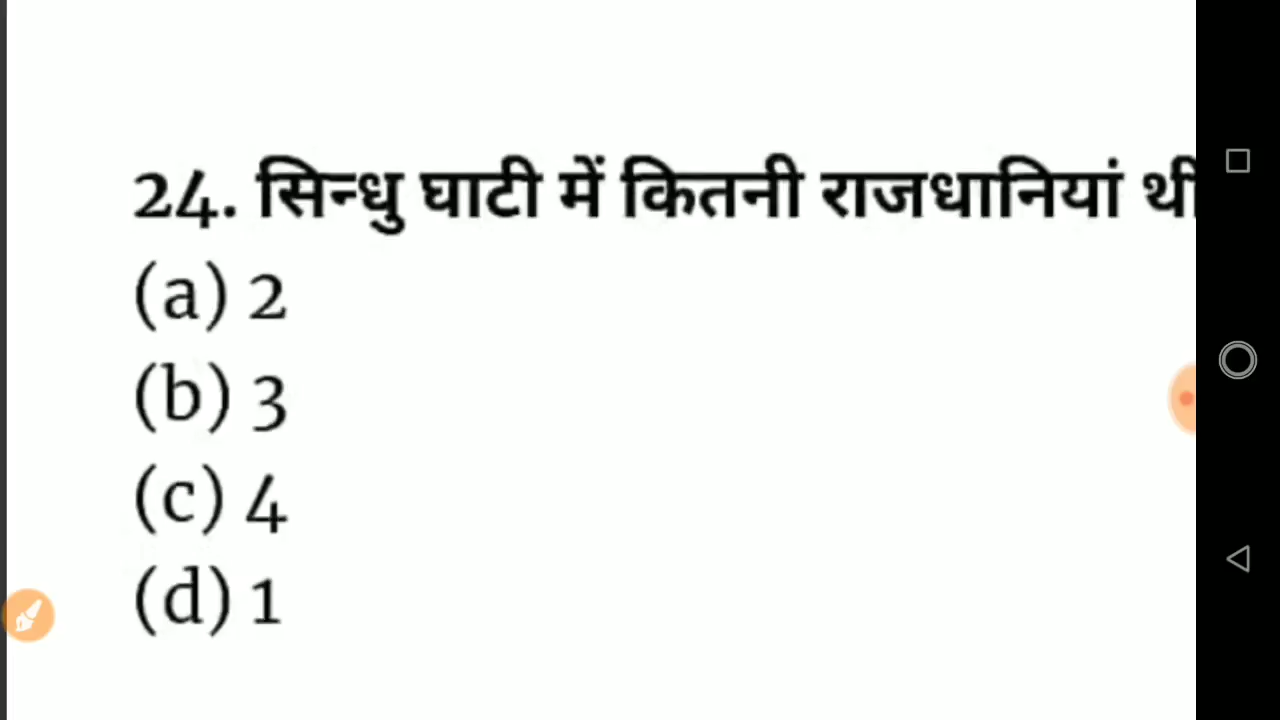 24. सिन्धु घाटी में कितनी राजधानियां थी
(a) 2
(b) 3
(c) 4
(d) 1